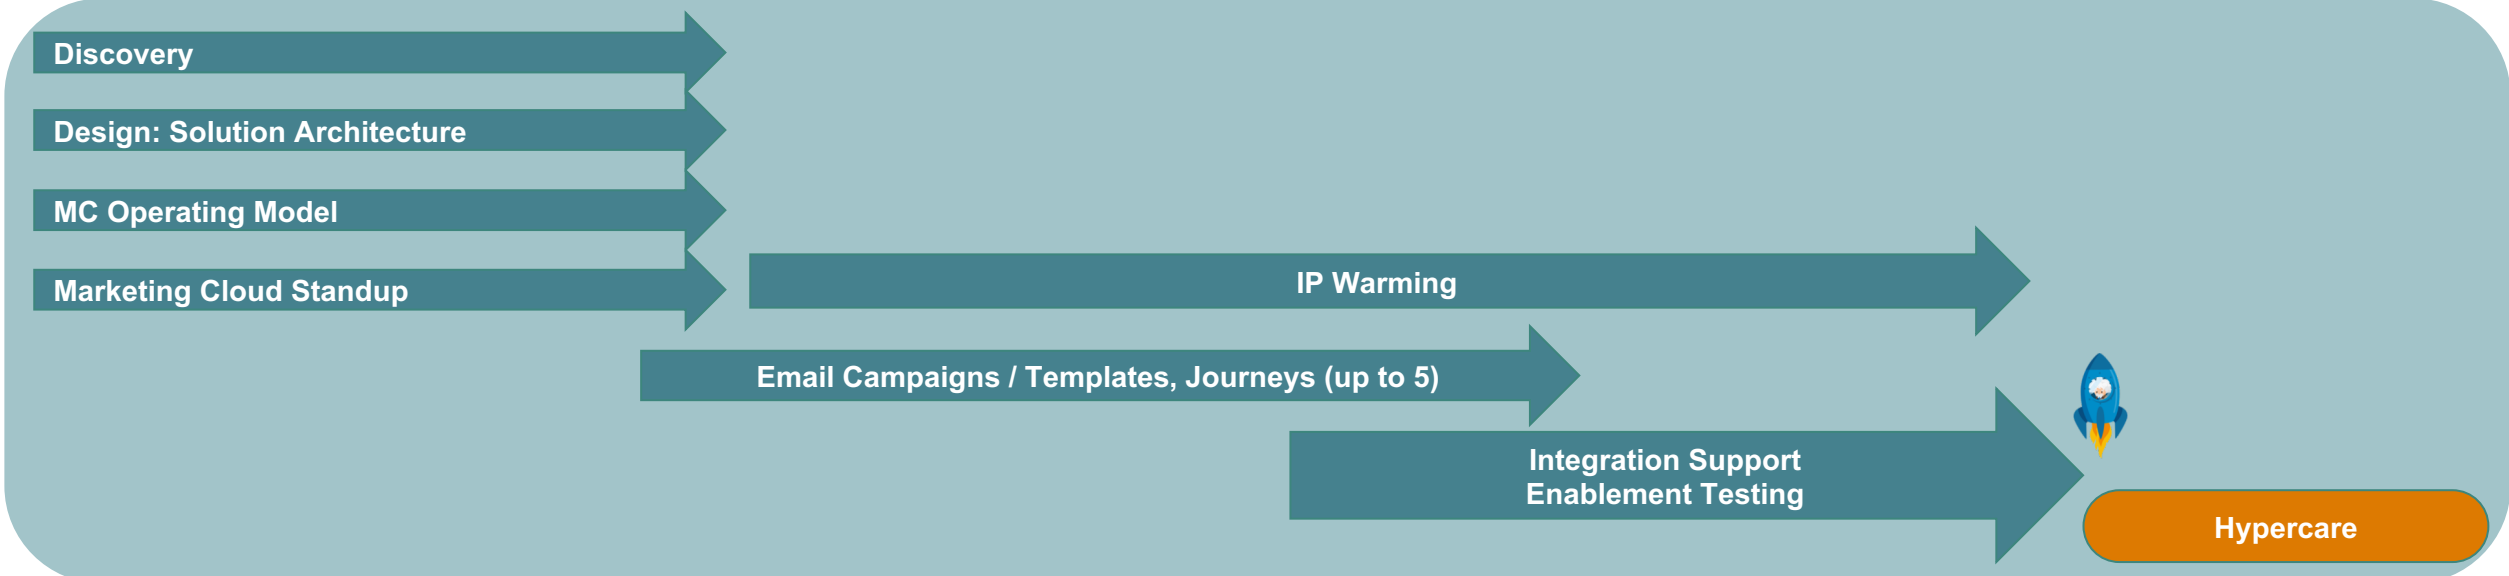 Discovery
Design: Solution Architecture
MC Operating Model
Marketing Cloud Standup
IP Warming
Email Campaigns / Templates, Journeys (up to 5)
Integration Support
Enablement Testing
Hypercare